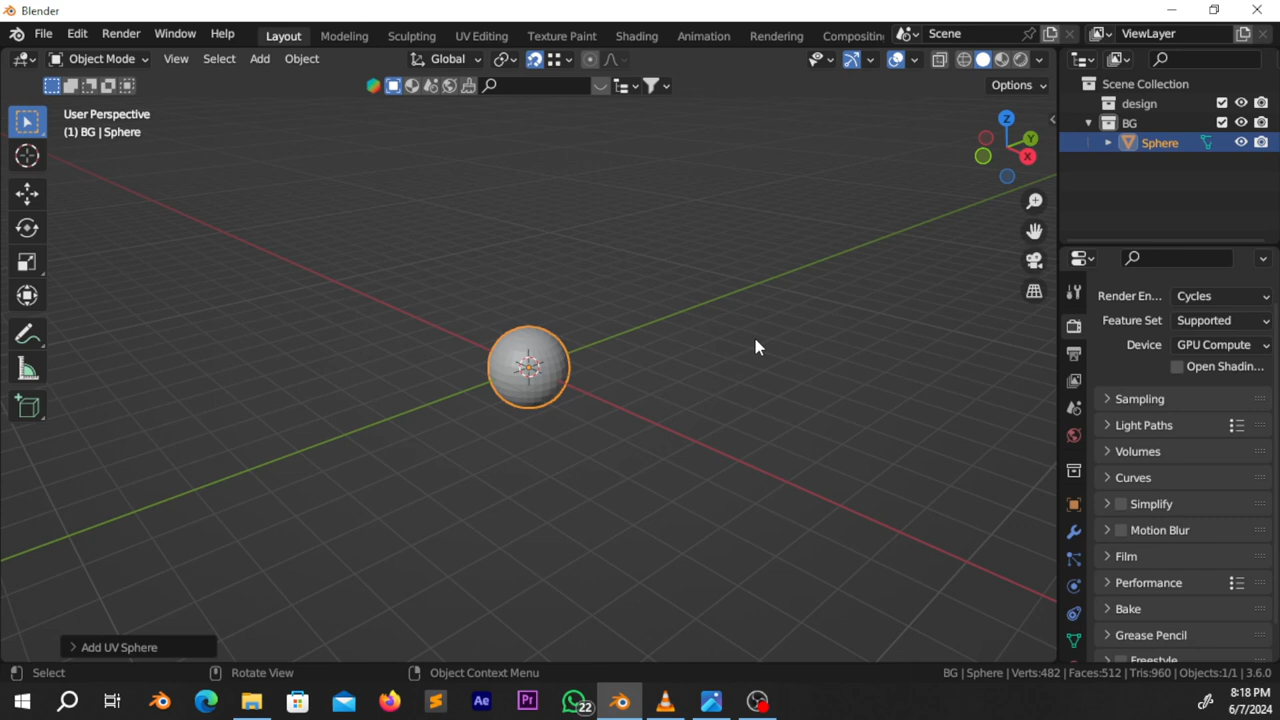 Blender
File Edit Render Window Help Layout Modeling Sculpting UV Editing Texture Paint Shading Animation Rendering Compositing Scene ViewLayer
Object Mode View Select Add Object Global
Options
User Perspective
(1) BG | Sphere
Z
Y
X
Scene Collection
design
BG
Sphere
Render En... Cycles
Feature Set Supported
Device GPU Compute
Open Shadin...
Sampling
Light Paths
Volumes
Curves
Simplify
Motion Blur
Film
Performance
Bake
Grease Pencil
Freestyle
Add UV Sphere
Select Rotate View Object Context Menu BG | Sphere | Verts:482 | Faces:512 | Tris:960 | Objects:1/1 | 3.6.0
Ae Pr 22
8:18 PM
6/7/2024